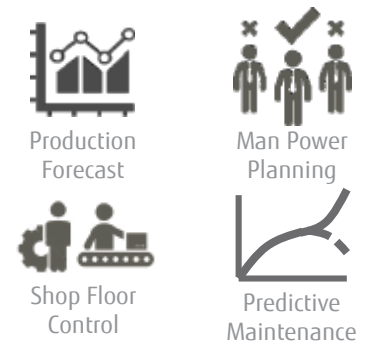 Production
Forecast
Man Power
Planning
Shop Floor
Control
Predictive
Maintenance